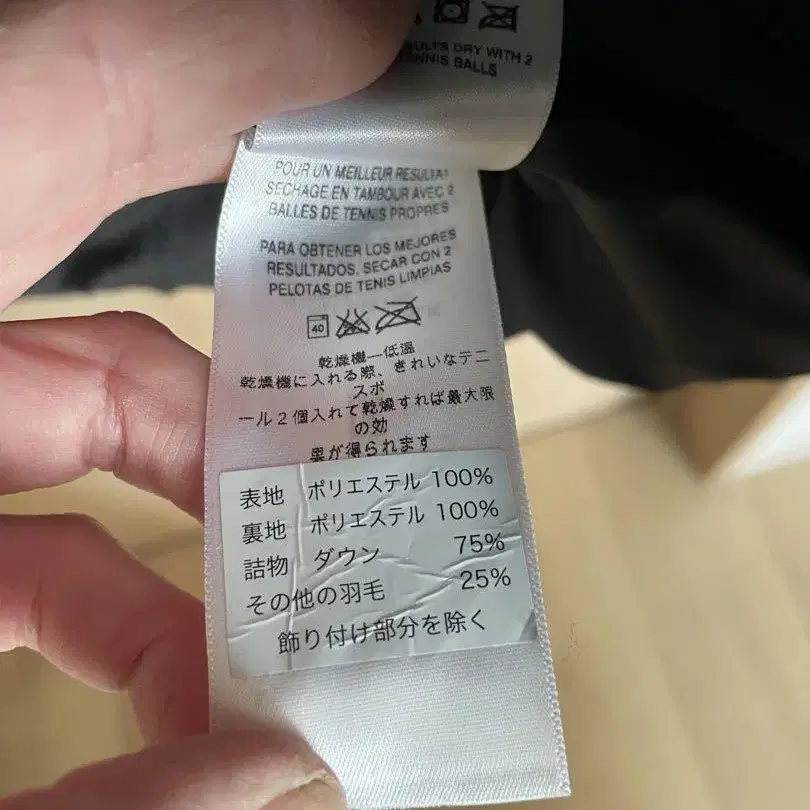 DRY WITH 2
TENNIS BALLS
POUR UN MEILLEUR RESULTAT
SECHAGE EN TAMBOUR AVEC 2
BALLES DE TENNIS PROPRES
PARA OBTENER LOS MEJORES
RESULTADOS, SECAR CON 2
PELOTAS DE TENIS LIMPIAS
40
乾燥機—低温
乾燥機に入れる際、きれいなテニ
スボ
ール2個入れて乾燥すれば最大限
の効
果が得られます
表地 ポリエステル 100%
裏地 ポリエステル 100%
詰物 ダウン 75%
その他の羽毛 25%
飾り付け部分を除く